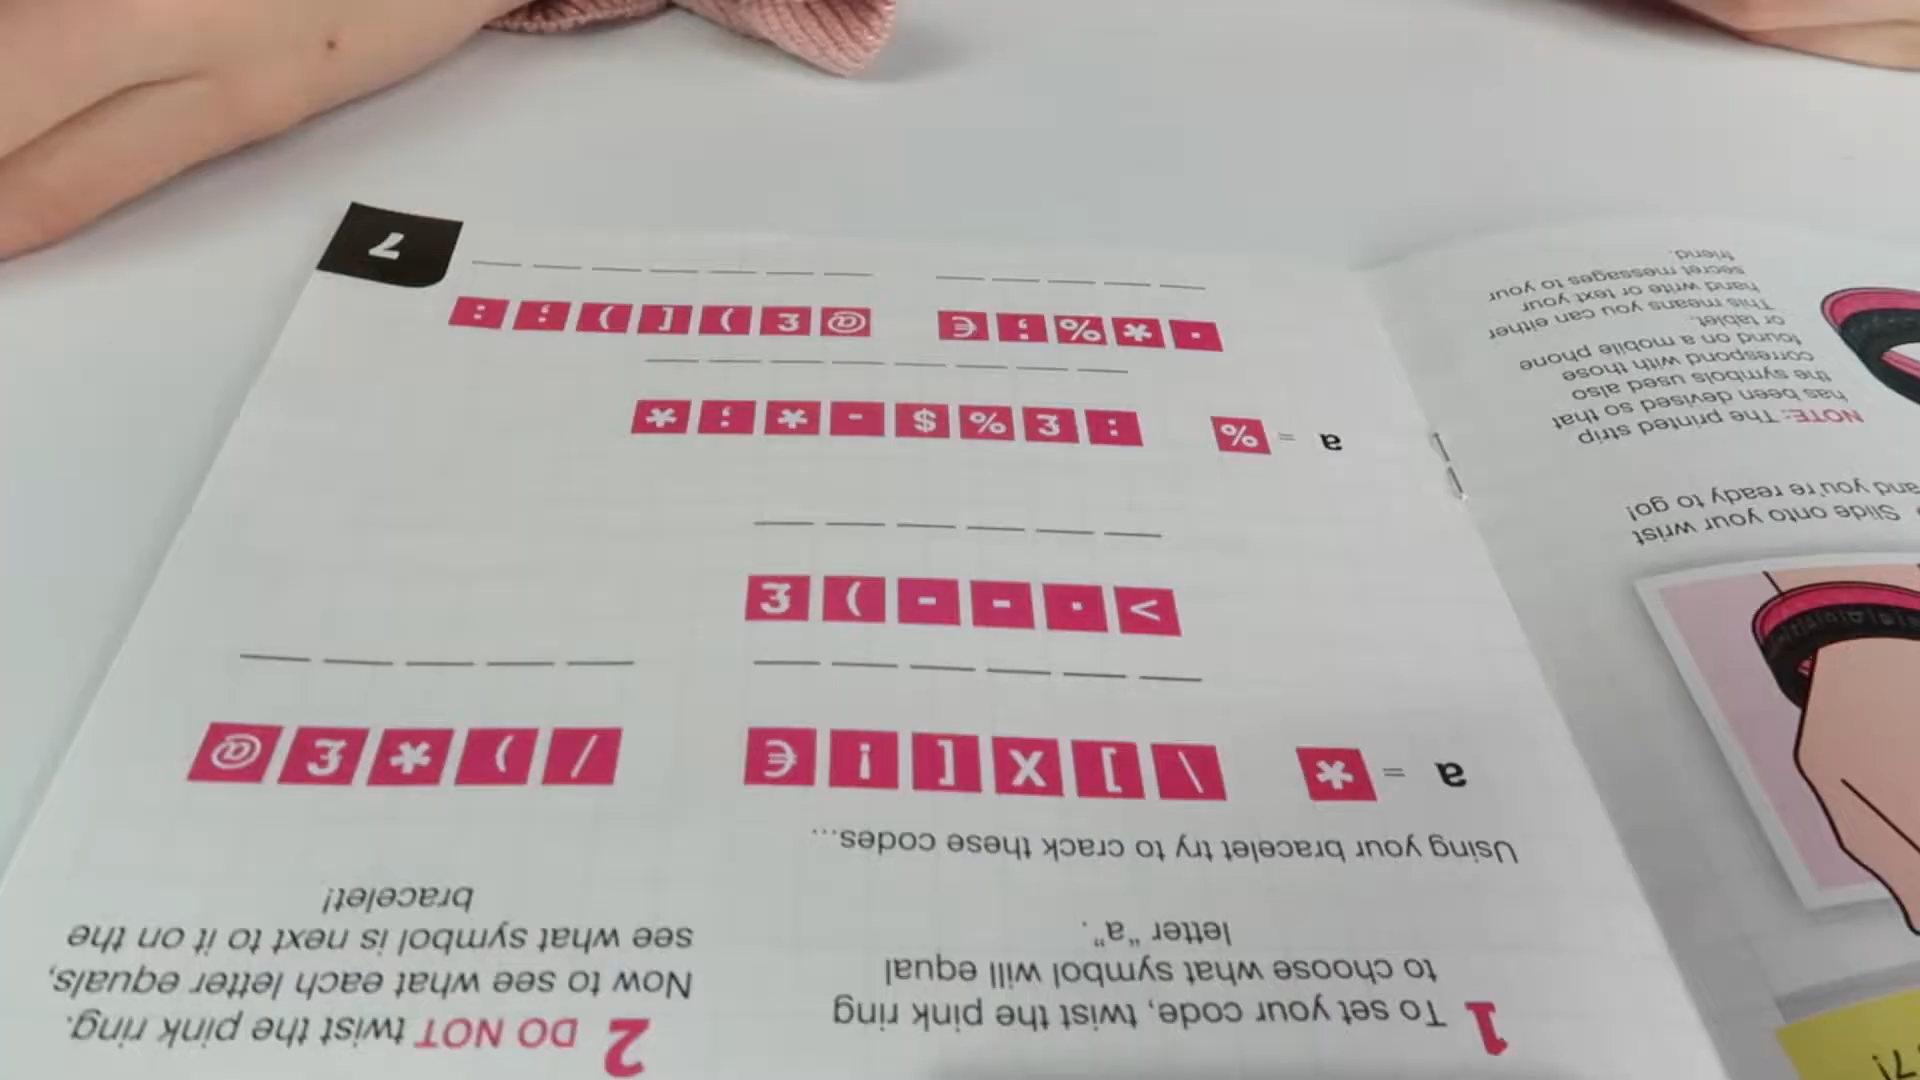 Slide onto your wrist
and you're ready to go!
NOTE: The printed strip
has been devised so that
the symbols used also
correspond with those
found on a mobile phone
or tablet.
This means you can either
hand write or text your
secret messages to your
friend.
1 To set your code, twist the pink ring
to choose what symbol will equal
letter "a".
2 DO NOT twist the pink ring.
Now to see what each letter equals,
see what symbol is next to it on the
bracelet!
Using your bracelet try to crack these codes...
a = * \ ] X [ ! € / ) * £ @
> . - - ) £
a = % : £ % $ - * ; *
. * % ; € @ £ ) [ ) ; :
7